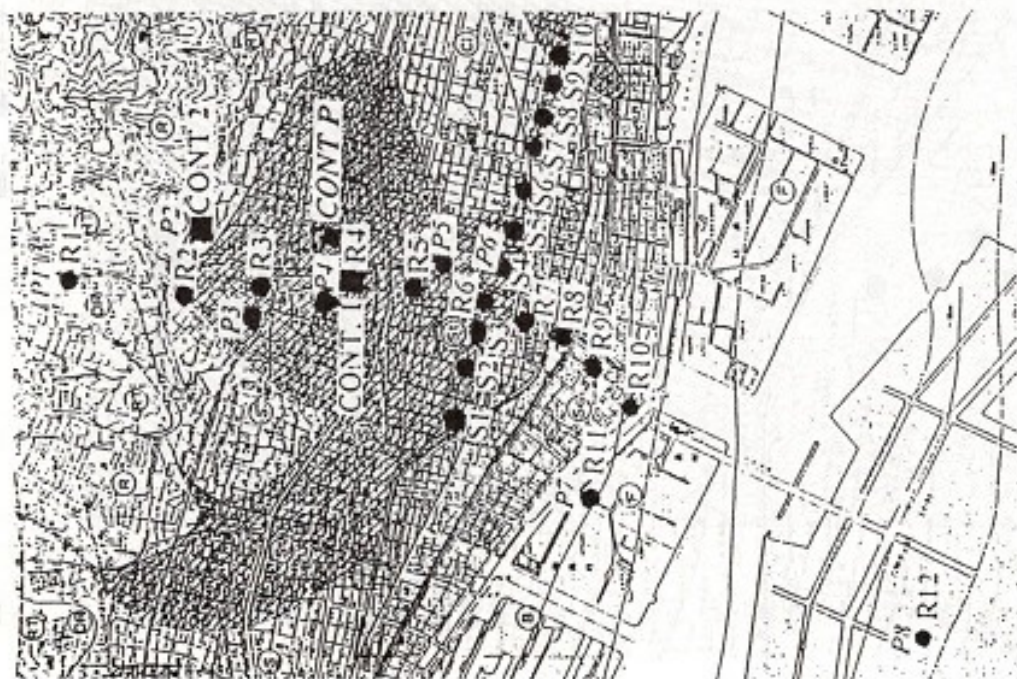 P1
R1
P2
CONT. 2
R2
P3
R3
CONT P
P4
R4
CONT. 1
R5
P5
R6
P6
S1
S2
S3
S4
S5
S6
S7
S8
S9
S10
R7
R8
R9
R10
R11
P8
R12